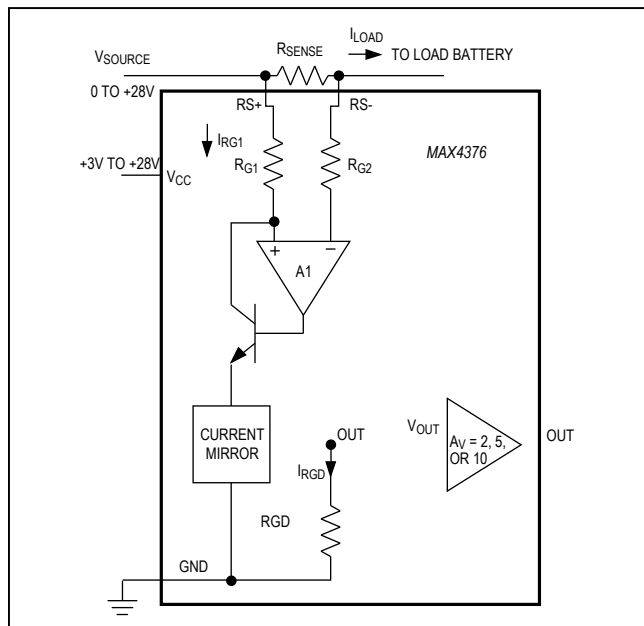 VSOURCE
RSENSE
ILOAD
TO LOAD BATTERY
0 TO +28V
RS+
RS-
IRG1
RG1
RG2
MAX4376
+3V TO +28V
VCC
+
−
A1
CURRENT
MIRROR
OUT
IRGD
RGD
VOUT
AV = 2, 5,
OR 10
OUT
GND